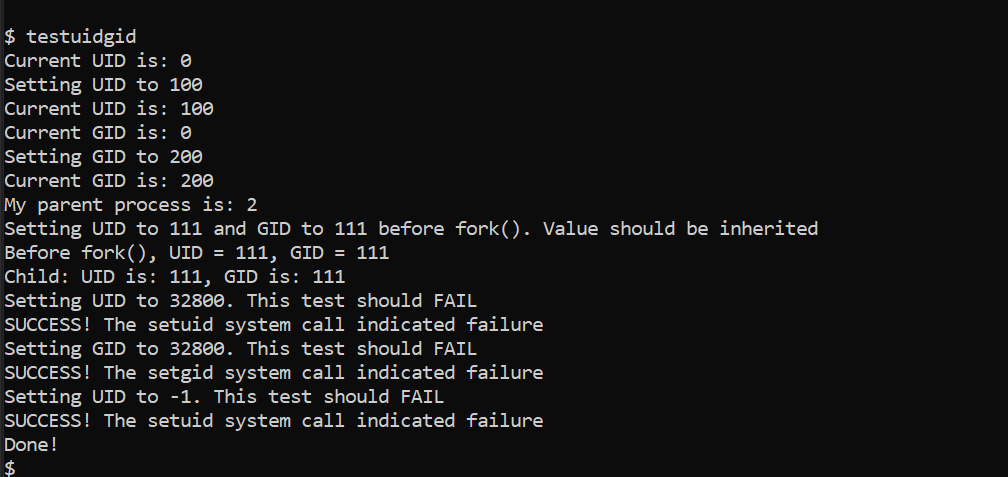 $ testuidgid
Current UID is: 0
Setting UID to 100
Current UID is: 100
Current GID is: 0
Setting GID to 200
Current GID is: 200
My parent process is: 2
Setting UID to 111 and GID to 111 before fork(). Value should be inherited
Before fork(), UID = 111, GID = 111
Child: UID is: 111, GID is: 111
Setting UID to 32800. This test should FAIL
SUCCESS! The setuid system call indicated failure
Setting GID to 32800. This test should FAIL
SUCCESS! The setgid system call indicated failure
Setting UID to -1. This test should FAIL
SUCCESS! The setuid system call indicated failure
Done!
$